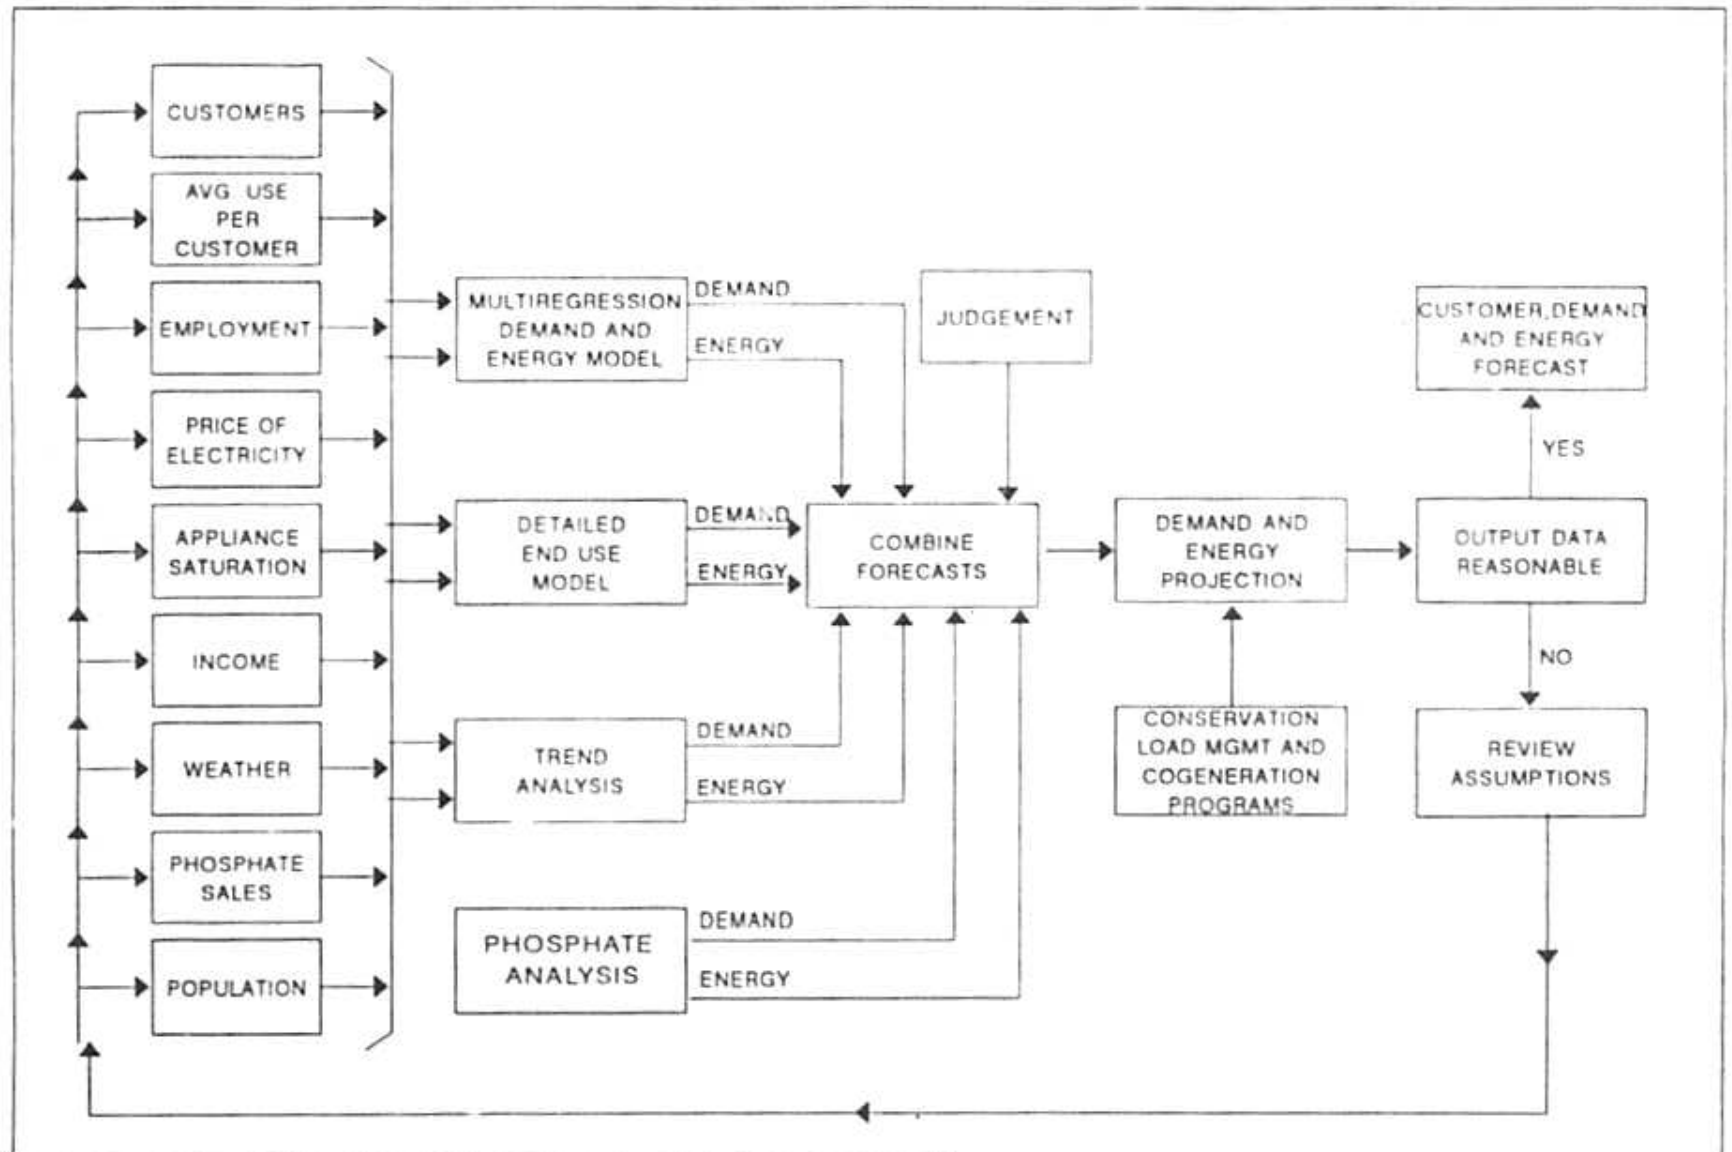 CUSTOMERS
AVG. USE
PER
CUSTOMER
EMPLOYMENT
PRICE OF
ELECTRICITY
APPLIANCE
SATURATION
INCOME
WEATHER
PHOSPHATE
SALES
POPULATION
MULTIREGRESSION
DEMAND AND
ENERGY MODEL
DEMAND
ENERGY
DETAILED
END USE
MODEL
DEMAND
ENERGY
TREND
ANALYSIS
DEMAND
ENERGY
PHOSPHATE
ANALYSIS
DEMAND
ENERGY
JUDGEMENT
COMBINE
FORECASTS
DEMAND AND
ENERGY
PROJECTION
CONSERVATION
LOAD MGMT AND
COGENERATION
PROGRAMS
CUSTOMER, DEMAND
AND ENERGY
FORECAST
YES
OUTPUT DATA
REASONABLE
NO
REVIEW
ASSUMPTIONS